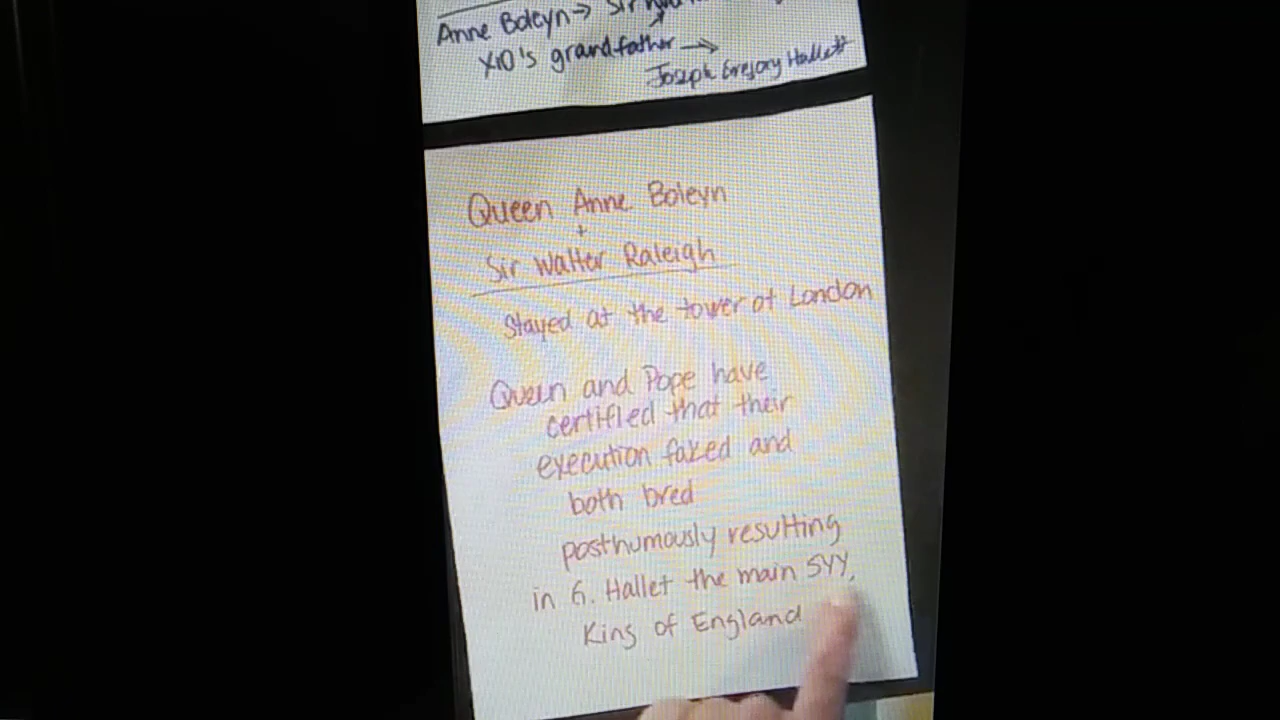 Anne Boleyn → Sir
X10's grandfather →
Joseph Gregory Hallett
Queen Anne Boleyn
+
Sir Walter Raleigh
Stayed at the tower of London
Queen and Pope have
certified that their
execution faked and
both bred
posthumously resulting
in G. Hallet the main SYY,
King of England